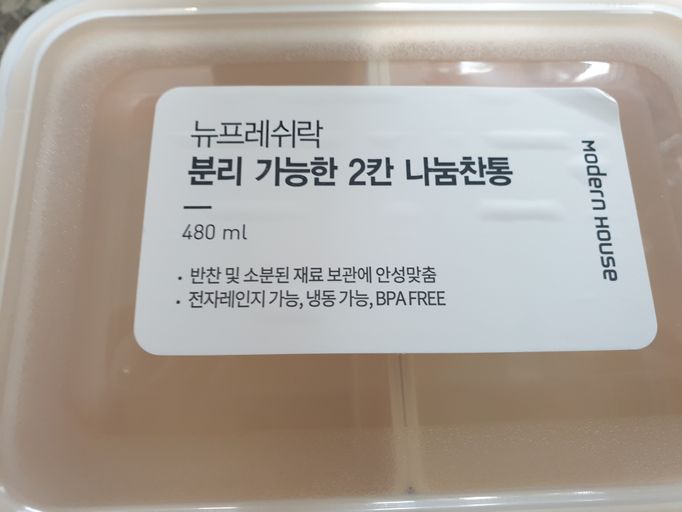 뉴프레쉬락
분리 가능한 2칸 나눔찬통
480 ml
· 반찬 및 소분된 재료 보관에 안성맞춤
· 전자레인지 가능, 냉동 가능, BPA FREE
Modern House